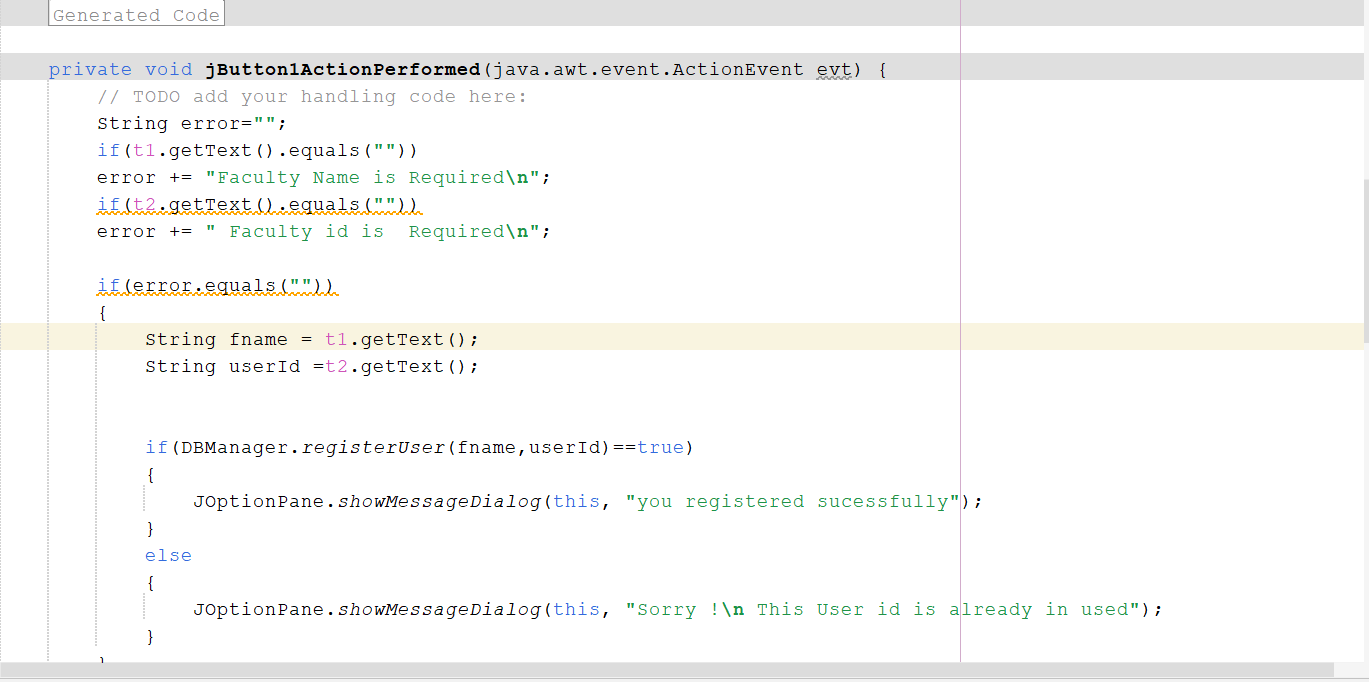 Generated Code
private void jButton1ActionPerformed(java.awt.event.ActionEvent evt) {
// TODO add your handling code here:
String error="";
if(t1.getText().equals(""))
error += "Faculty Name is Required\n";
if(t2.getText().equals(""))
error += " Faculty id is  Required\n";
if(error.equals(""))
{
String fname = t1.getText();
String userId =t2.getText();
if(DBManager.registerUser(fname,userId)==true)
{
JOptionPane.showMessageDialog(this, "you registered sucessfully");
}
else
{
JOptionPane.showMessageDialog(this, "Sorry !\n This User id is already in used");
}
}